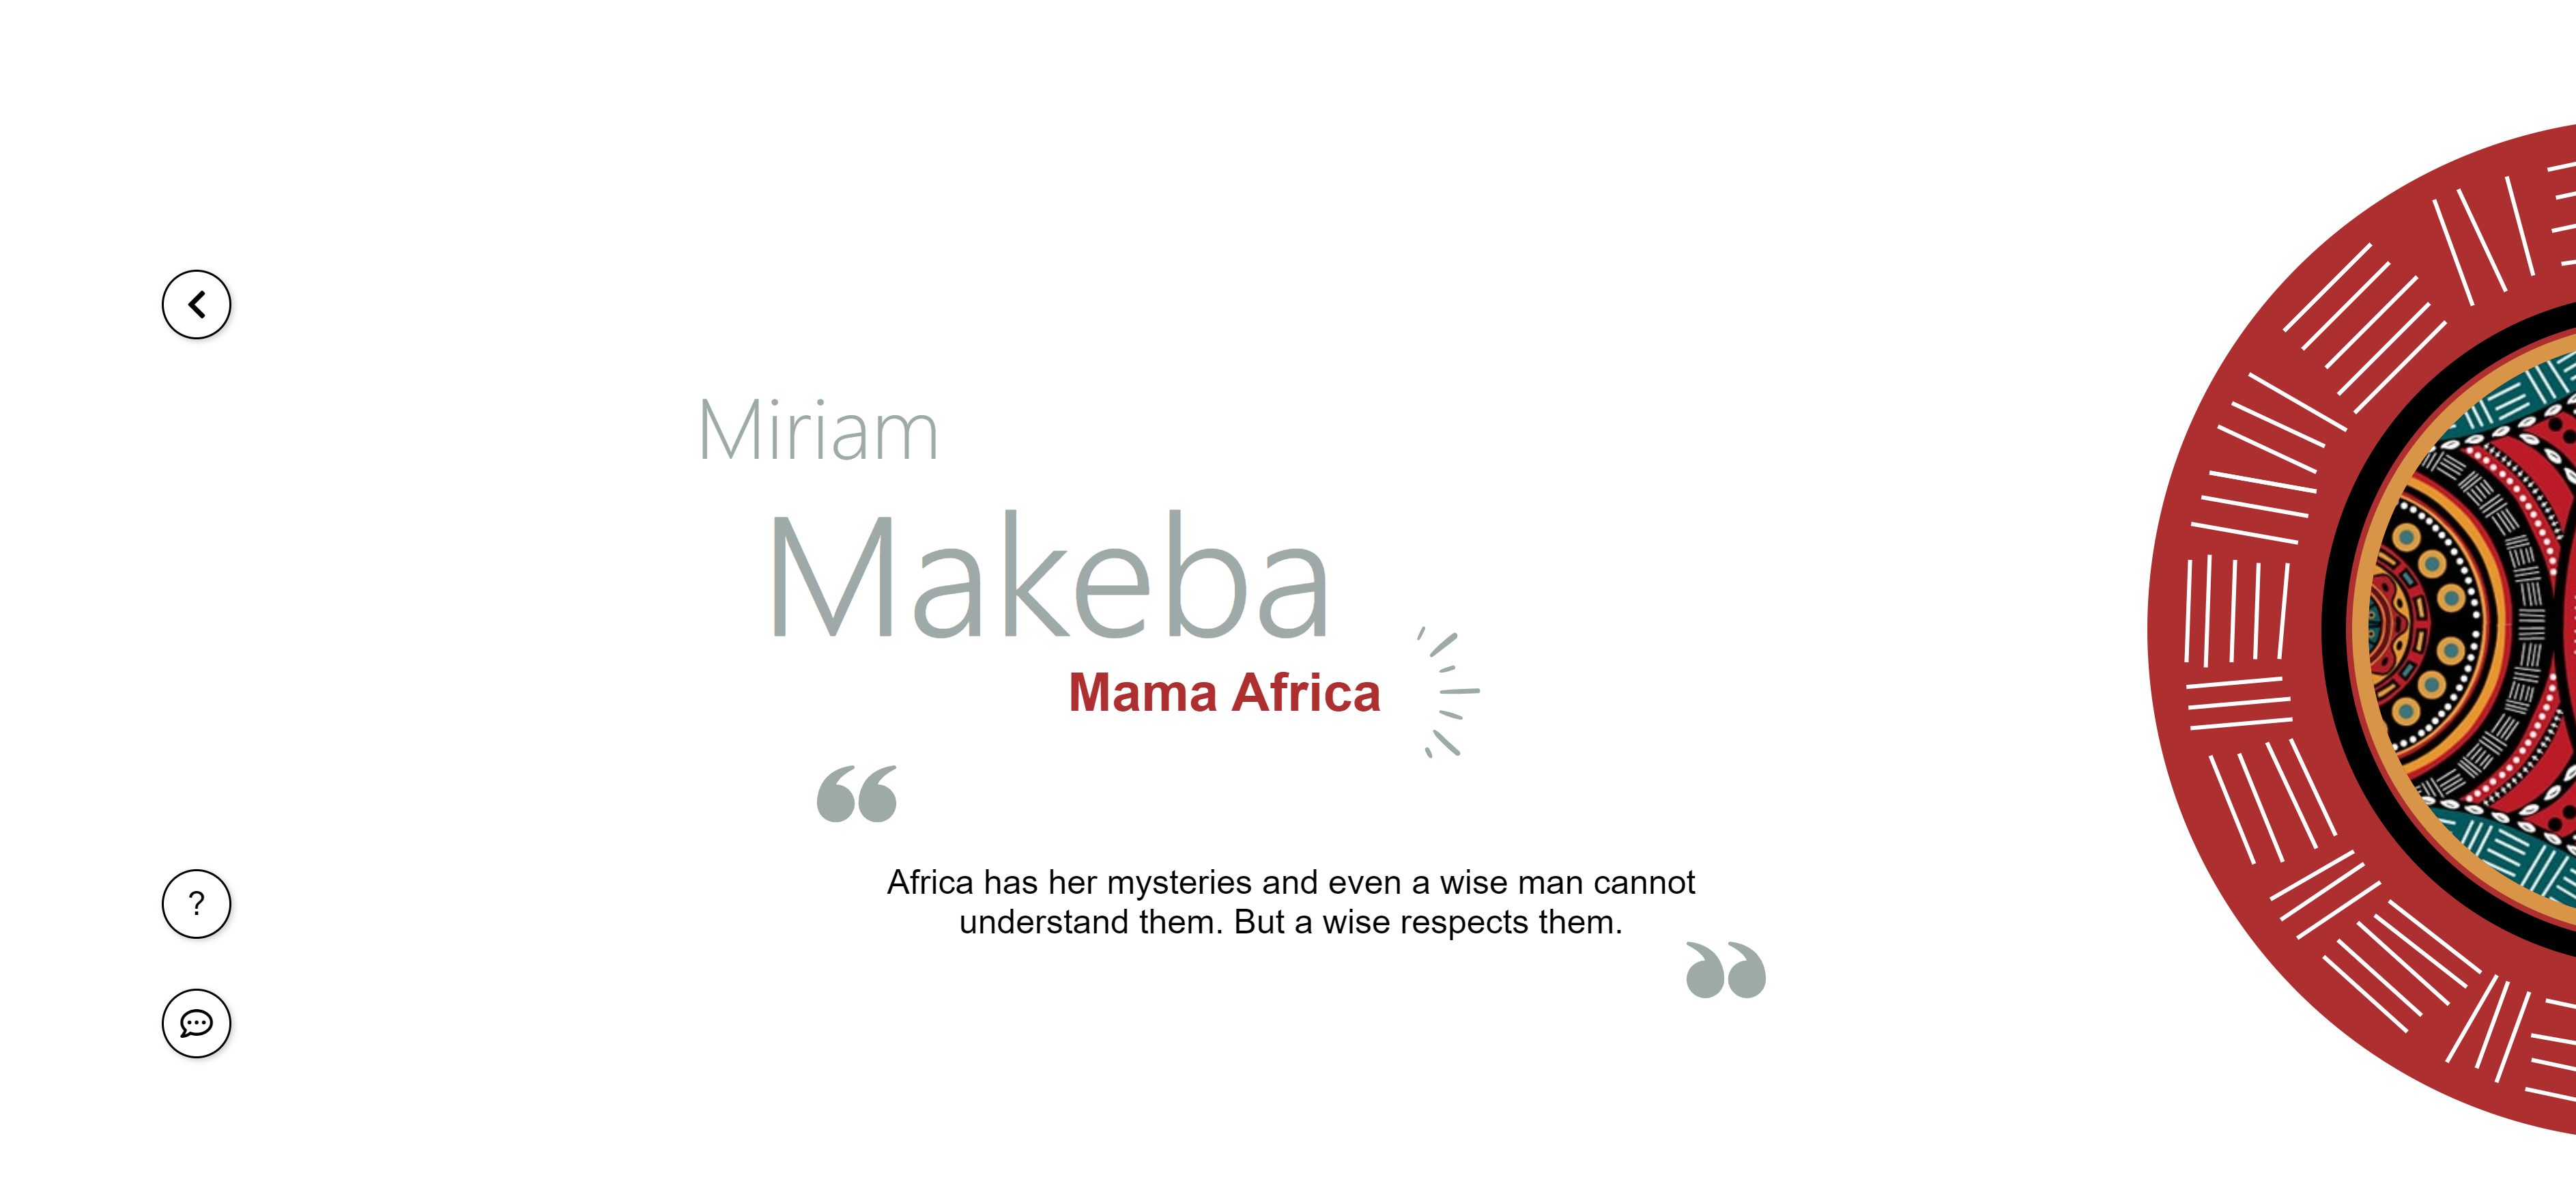 Miriam
Makeba
Mama Africa
“
Africa has her mysteries and even a wise man cannot
understand them. But a wise respects them.
”
?